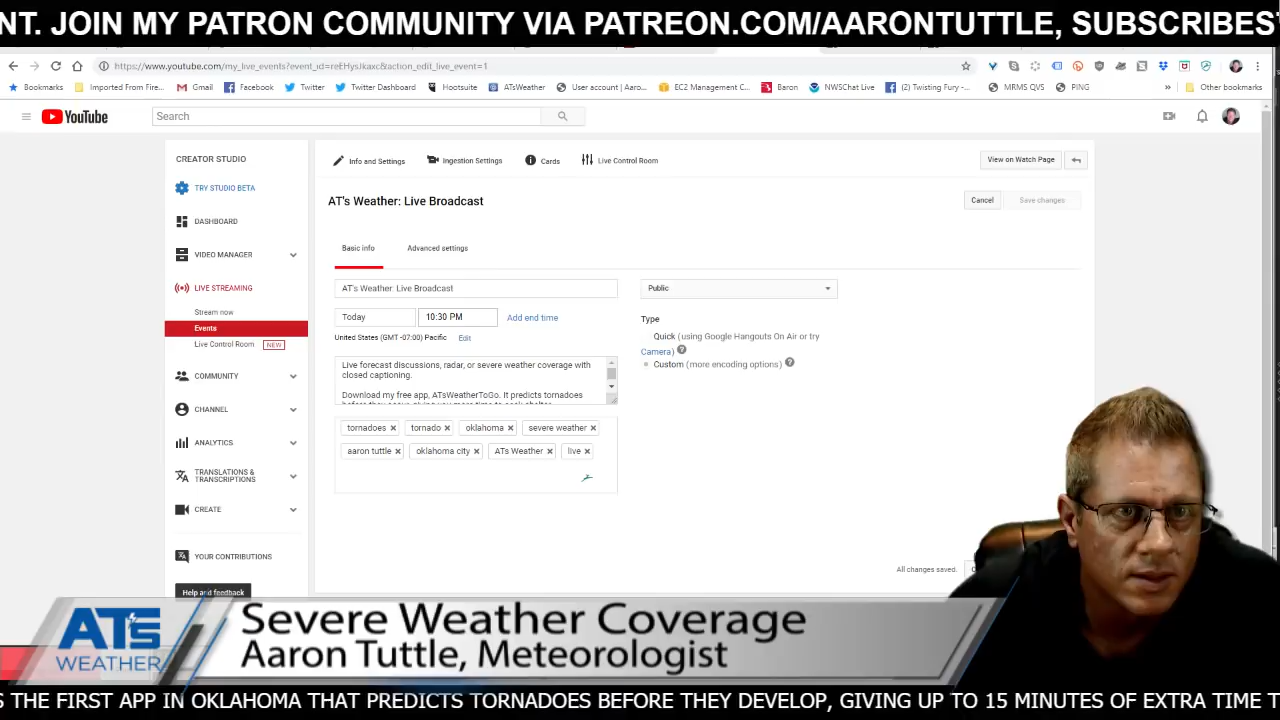 NT. JOIN MY PATRON COMMUNITY VIA PATREON.COM/AARONTUTTLE, SUBSCRIBES
https://www.youtube.com/my_live_events?event_id=reEHysJkaxc&action_edit_live_event=1
Bookmarks Imported From Fire... Gmail Facebook Twitter Twitter Dashboard Hootsuite ATsWeather User account | Aaro... EC2 Management C... Baron NWSChat Live (2) Twisting Fury -... MRMS QVS PING » Other bookmarks
YouTube Search
CREATOR STUDIO
TRY STUDIO BETA
DASHBOARD
VIDEO MANAGER
LIVE STREAMING
Stream now
Events
Live Control Room NEW
COMMUNITY
CHANNEL
ANALYTICS
TRANSLATIONS &
TRANSCRIPTIONS
CREATE
YOUR CONTRIBUTIONS
Help and feedback
Info and Settings Ingestion Settings Cards Live Control Room View on Watch Page
AT's Weather: Live Broadcast Cancel Save changes
Basic info Advanced settings
AT's Weather: Live Broadcast Public
Today 10:30 PM Add end time
United States (GMT -07:00) Pacific Edit
Type
Quick (using Google Hangouts On Air or try
Camera) ?
Custom (more encoding options) ?
Live forecast discussions, radar, or severe weather coverage with
closed captioning.
Download my free app, ATsWeatherToGo. It predicts tornadoes
tornadoes × tornado × oklahoma × severe weather ×
aaron tuttle × oklahoma city × ATs Weather × live ×
All changes saved.
ATs
WEATHER
Severe Weather Coverage
Aaron Tuttle, Meteorologist
S THE FIRST APP IN OKLAHOMA THAT PREDICTS TORNADOES BEFORE THEY DEVELOP, GIVING UP TO 15 MINUTES OF EXTRA TIME T